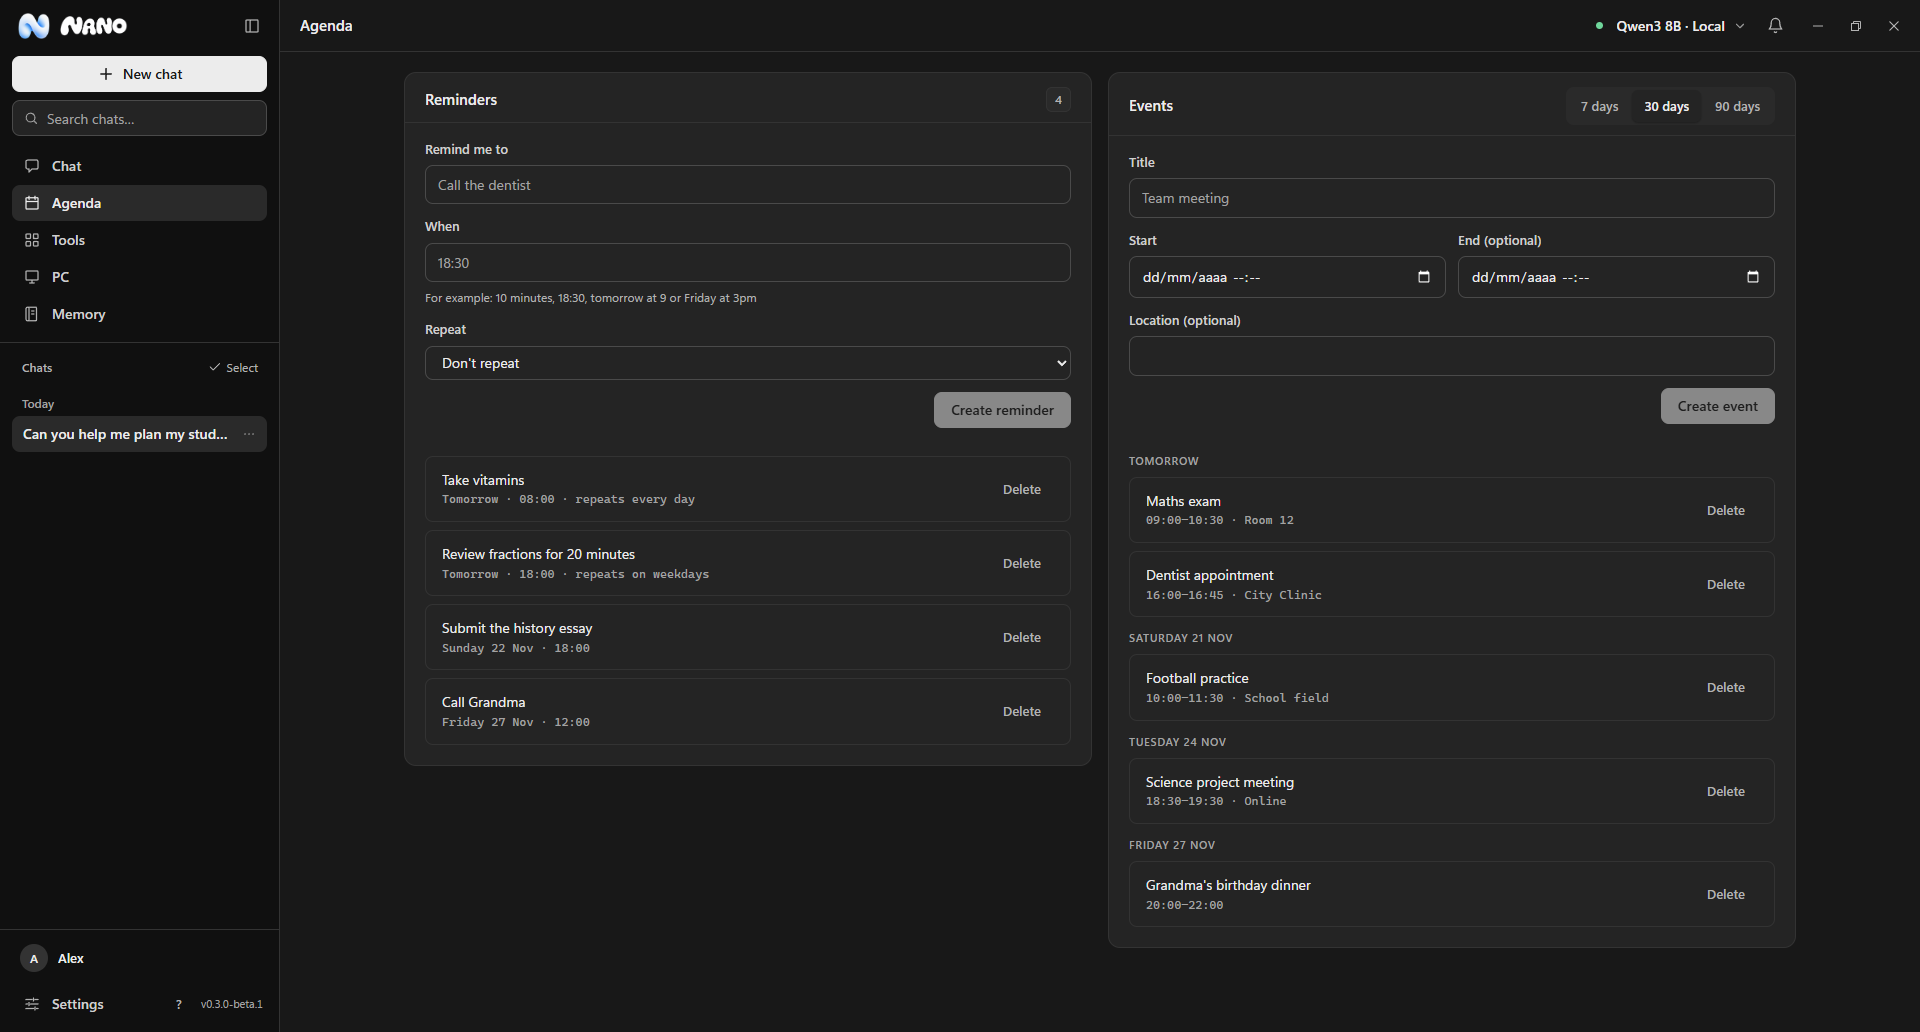 NANO
New chat
Search chats...
Chat
Agenda
Tools
PC
Memory
Chats
Select
Today
Can you help me plan my stud...
A
Alex
Settings
?
v0.3.0-beta.1
Agenda
Qwen3 8B · Local
Reminders
4
Remind me to
Call the dentist
When
18:30
For example: 10 minutes, 18:30, tomorrow at 9 or Friday at 3pm
Repeat
Don't repeat
Create reminder
Take vitamins
Tomorrow · 08:00 · repeats every day
Delete
Review fractions for 20 minutes
Tomorrow · 18:00 · repeats on weekdays
Delete
Submit the history essay
Sunday 22 Nov · 18:00
Delete
Call Grandma
Friday 27 Nov · 12:00
Delete
Events
7 days
30 days
90 days
Title
Team meeting
Start
End (optional)
dd/mm/aaaa --:--
dd/mm/aaaa --:--
Location (optional)
Create event
TOMORROW
Maths exam
09:00–10:30 · Room 12
Delete
Dentist appointment
16:00–16:45 · City Clinic
Delete
SATURDAY 21 NOV
Football practice
10:00–11:30 · School field
Delete
TUESDAY 24 NOV
Science project meeting
18:30–19:30 · Online
Delete
FRIDAY 27 NOV
Grandma's birthday dinner
20:00–22:00
Delete